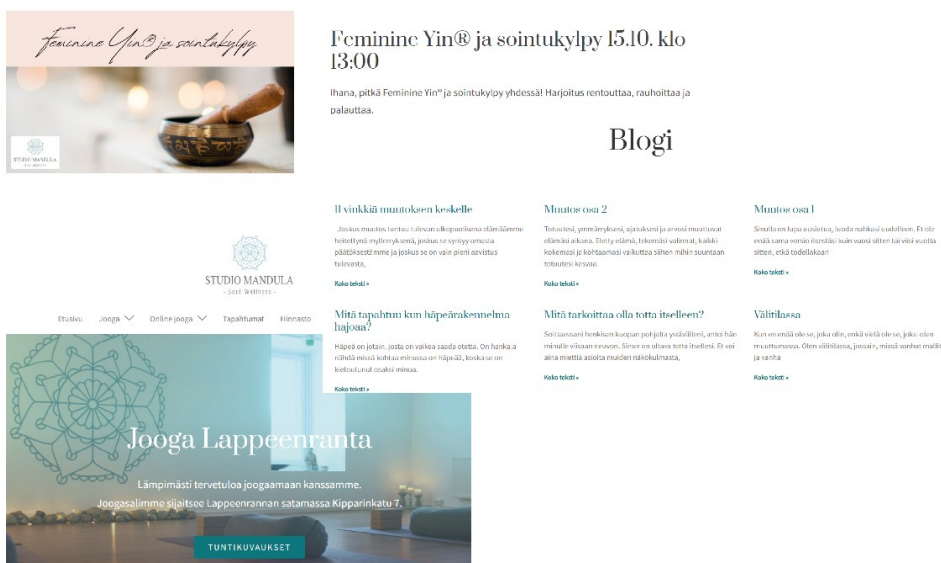 Feminine Yin® ja sointukylpy
STUDIO MANDULA
Feminine Yin® ja sointukylpy 15.10. klo
13:00
Ihana, pitkä Feminine Yin® ja sointukylpy yhdessä! Harjoitus rentouttaa, rauhoittaa ja
palauttaa.
Blogi
11 vinkkiä muutoksen keskelle
Joskus muutos tuntuu tulevan ulkopuolisena elämäämme
heitettynä myllerryksenä, joskus se syntyy omasta
päätöksestämme ja joskus se on vain pieni aavistus
tulevasta,
Koko teksti »
Muutos osa 2
Totuutesi, ymmärryksesi, ajatuksesi ja arvosi muuttuvat
elämäsi aikana. Eletty elämä, tekemäsi valinnat, kaikki
kokemasi ja kohtaamasi vaikuttaa siihen mihin suuntaan
totuutesi kasvaa.
Koko teksti »
Muutos osa 1
Sinulla on lupa uusiutua, luoda nahkasi uudelleen. Et ole
enää sama versio itsestäsi kuin vuosi sitten tai viisi vuotta
sitten, etkä todellakaan
Koko teksti »
Mitä tapahtuu kun häpeärakennelma
hajoaa?
Häpeä on jotain, josta on vaikea saada otetta. On hankala
nähdä missä kohtaa minussa on häpeää, koska se on
kietoutunut osaksi minua.
Koko teksti »
Mitä tarkoittaa olla totta itselleen?
Soittaessani henkisen kuopan pohjalta ystävälleni, antoi hän
minulle viisaan neuvon. Sinun on oltava totta itsellesi. Et voi
aina miettiä asioita muiden näkökulmasta,
Koko teksti »
Välitilassa
Kun en enää ole se, joka olin, enkä vielä ole se, joksi olen
muuttumassa. Olen välitilassa, jossain, missä vanhat mallit
ja vanha
Koko teksti »
STUDIO MANDULA
- Soul Wellness -
Etusivu Jooga Online jooga Tapahtumat Hinnasto
Jooga Lappeenranta
Lämpimästi tervetuloa joogaamaan kanssamme.
Joogasalimme sijaitsee Lappeenrannan satamassa Kipparinkatu 7.
TUNTIKUVAUKSET